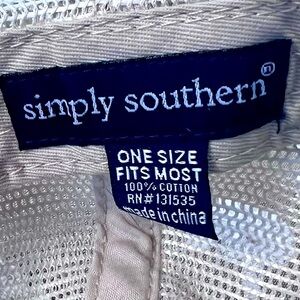 simply southern®
ONE SIZE
FITS MOST
100% COTTON
RN#131535
made in china